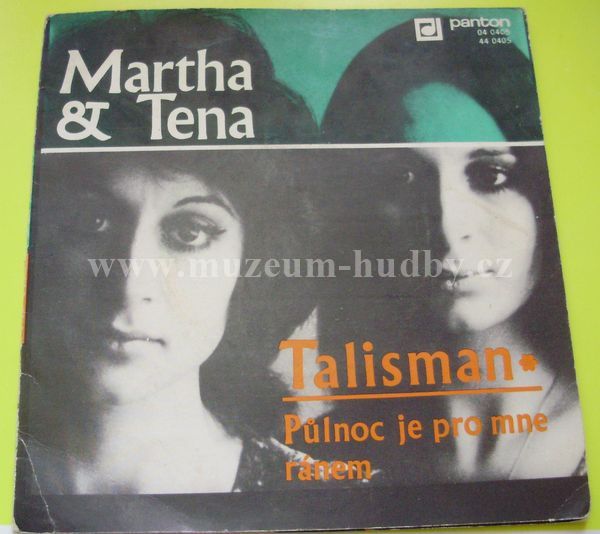 Martha
& Tena
panton
04 0405
44 0405
www.muzeum-hudby.cz
Talisman
Půlnoc je pro mne
ránem